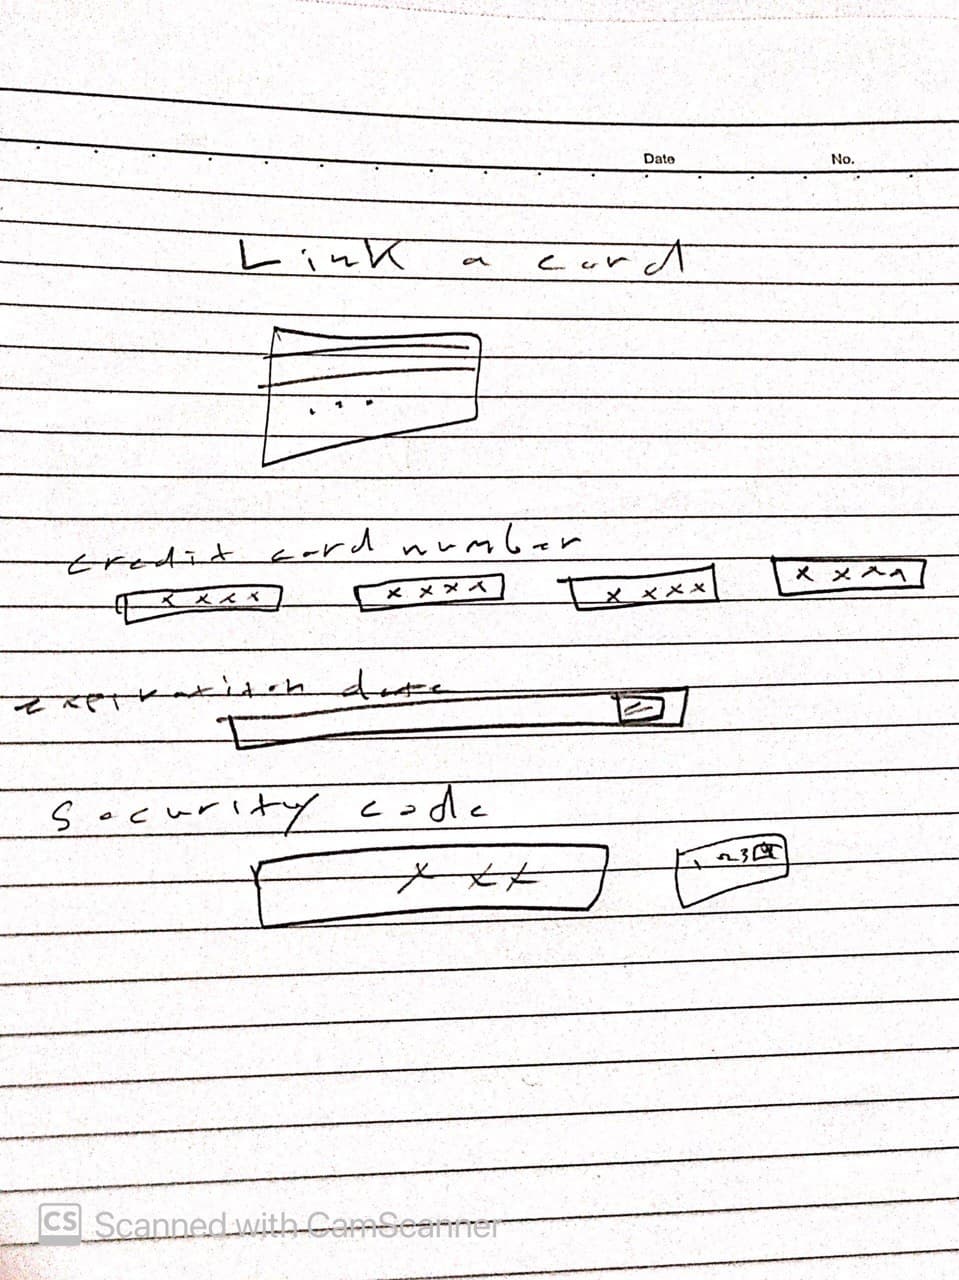 Date No.
Link a card
...
credit card number
xxxx xxxx xxxx xxxx
expiration date
Security code
xxx
CS Scanned with CamScanner